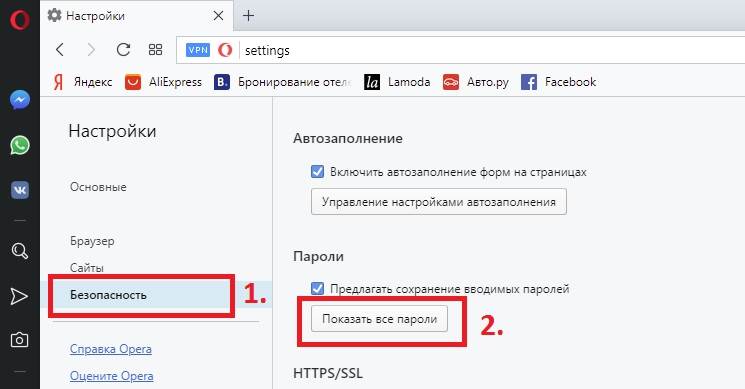 Настройки
VPN settings
Яндекс AliExpress B. Бронирование отеле la Lamoda Авто.ру Facebook
Настройки
Основные
Браузер
Сайты
Безопасность
1.
Справка Opera
Оцените Opera
Автозаполнение
Включить автозаполнение форм на страницах
Управление настройками автозаполнения
Пароли
Предлагать сохранение вводимых паролей
Показать все пароли
2.
HTTPS/SSL